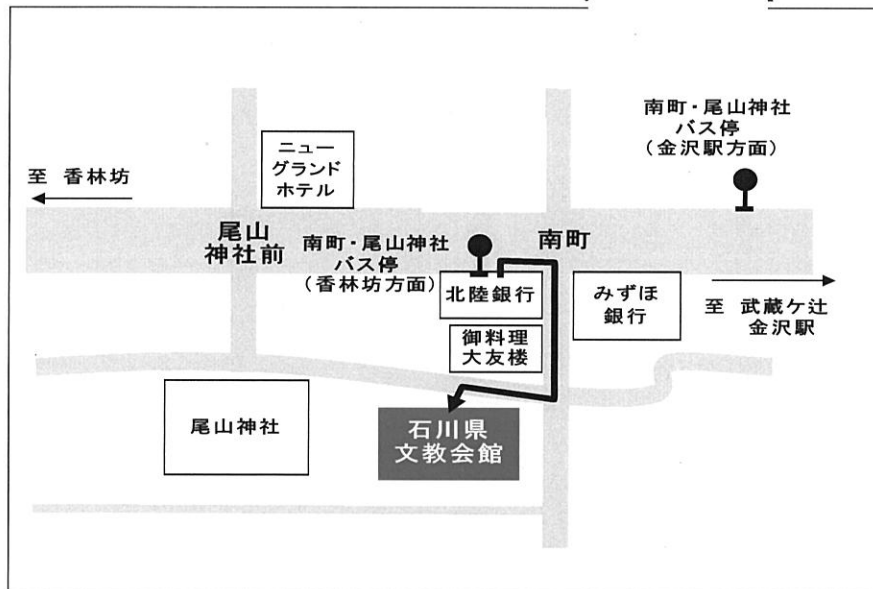 南町・尾山神社
バス停
(金沢駅方面)
ニュー
グランド
ホテル
至 香林坊
尾山
神社前
南町・尾山神社
バス停
(香林坊方面)
南町
北陸銀行
みずほ
銀行
至 武蔵ケ辻
金沢駅
御料理
大友楼
尾山神社
石川県
文教会館